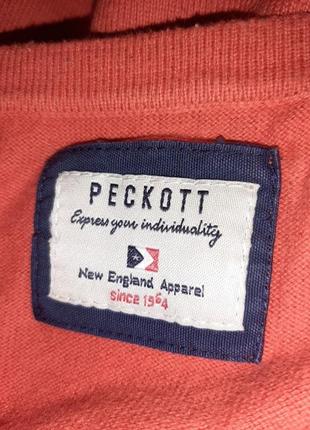 PECKOTT
Express your individuality
New England Apparel
since 1964